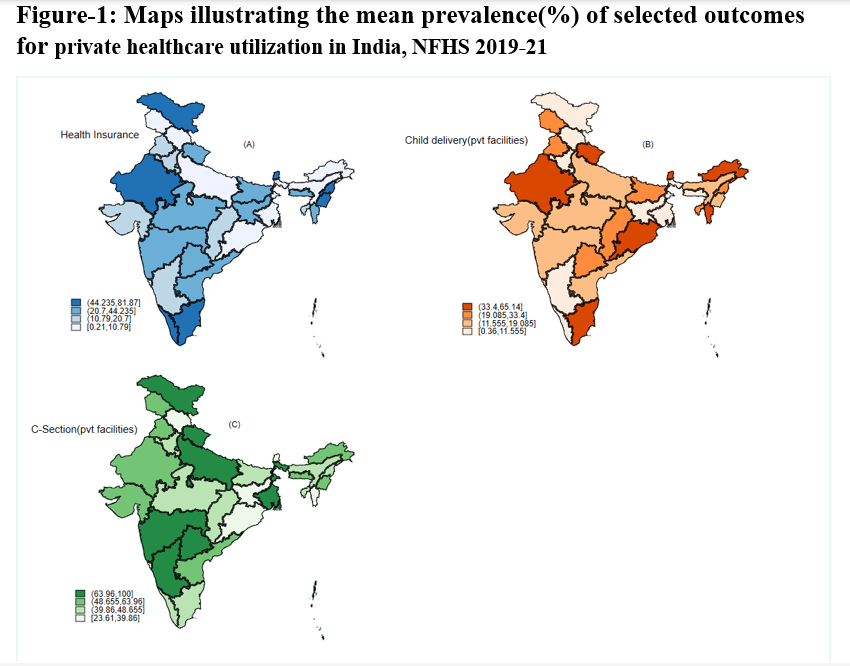 Figure-1: Maps illustrating the mean prevalence(%) of selected outcomes
for private healthcare utilization in India, NFHS 2019-21
Health Insurance
(A)
(44.235,81.87]
(20.7,44.235]
(10.79,20.7]
[0.21,10.79]
Child delivery(pvt facilities)
(B)
(33.4,65.14]
(19.085,33.4]
(11.555,19.085]
[0.36,11.555]
C-Section(pvt facilities)
(C)
(63.96,100]
(48.655,63.96]
(39.86,48.655]
[23.61,39.86]